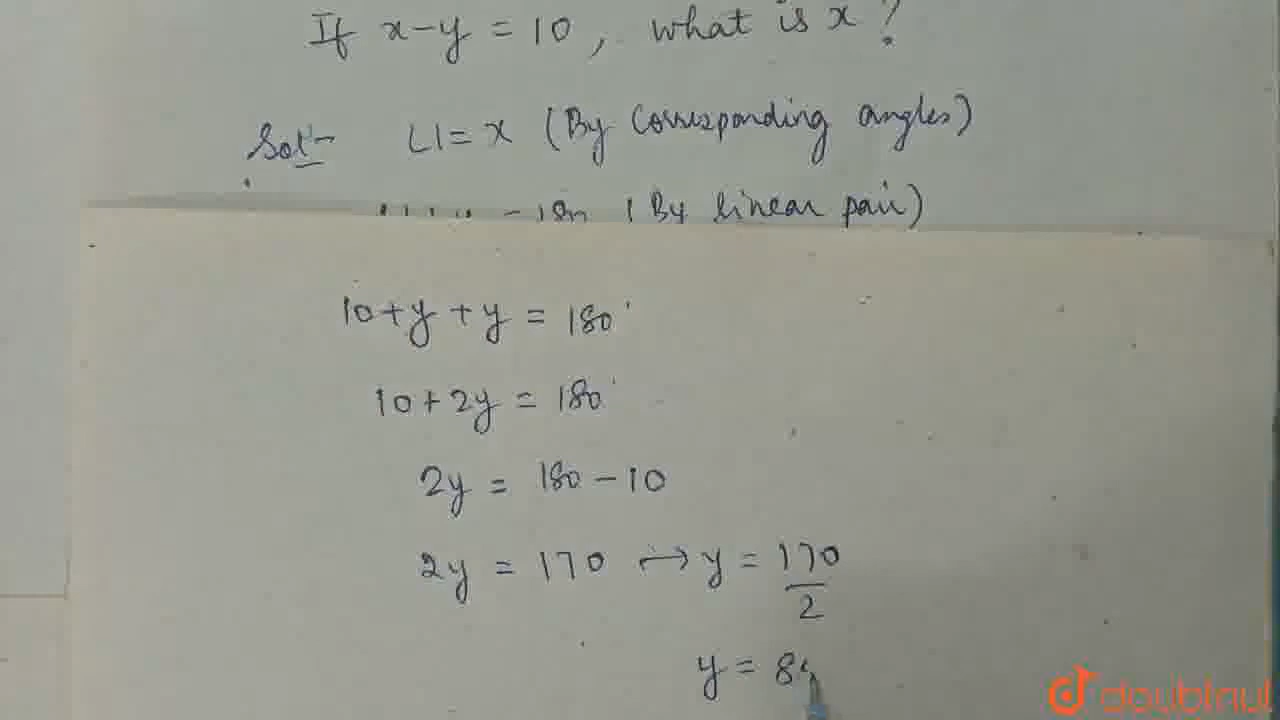 If x-y = 10, what is x?
Sol:- ∠1 = x (By Corresponding angles)
(By linear pair)
10+y+y = 180°
10+2y = 180°
2y = 180-10
2y = 170 → y = 170/2
y =
doubtnut